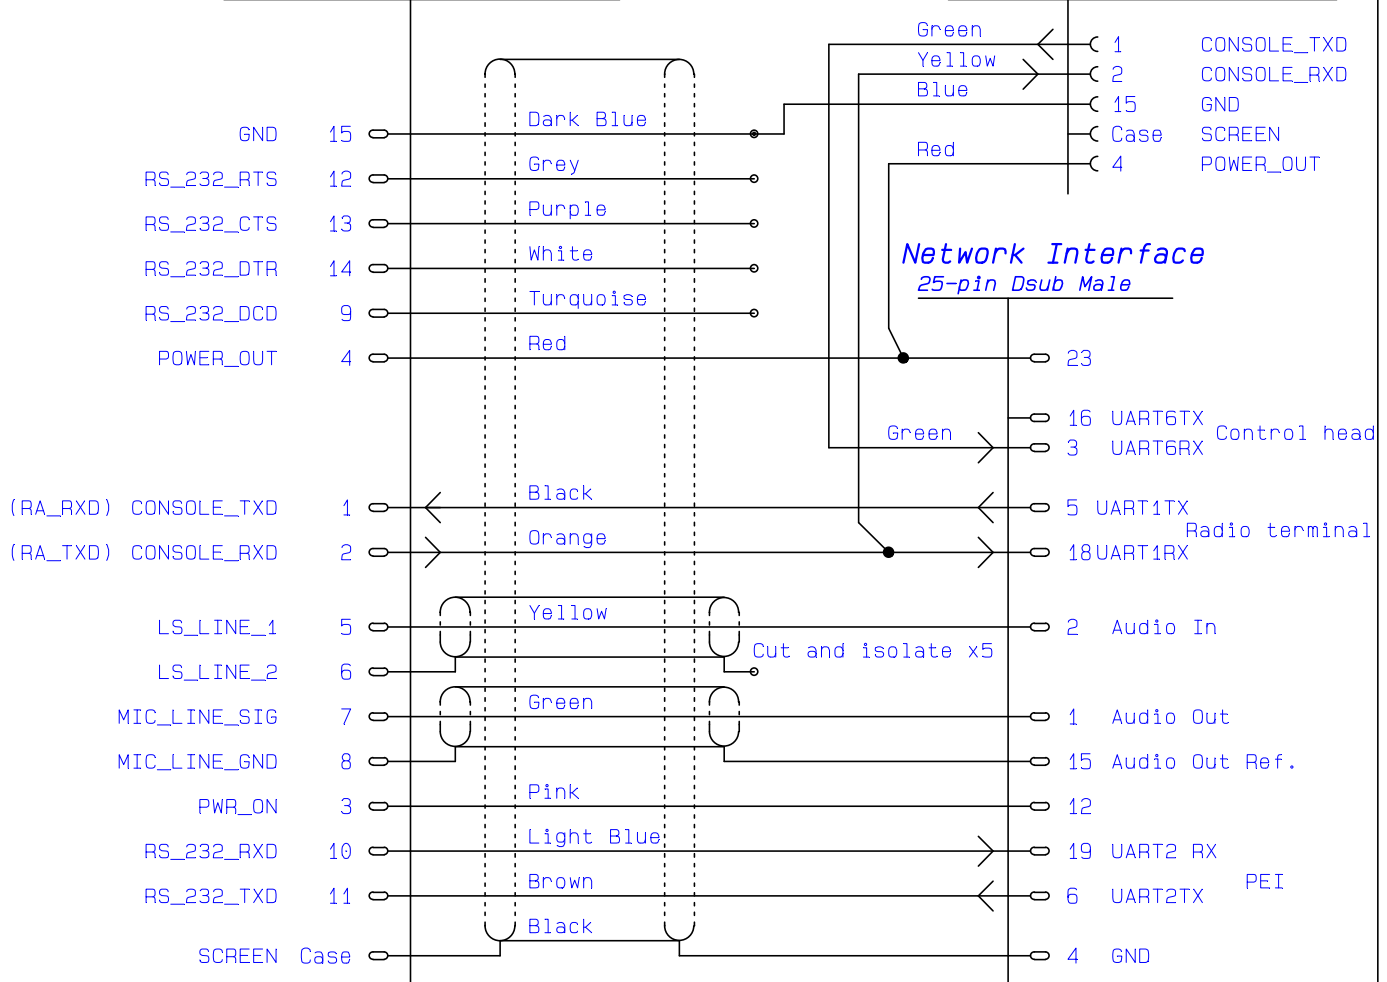 Green
1 CONSOLE_TXD
Yellow
2 CONSOLE_RXD
Blue
15 GND
Case SCREEN
Red
4 POWER_OUT
GND 15 Dark Blue
RS_232_RTS 12 Grey
RS_232_CTS 13 Purple
RS_232_DTR 14 White
RS_232_DCD 9 Turquoise
Network Interface
25-pin Dsub Male
POWER_OUT 4 Red 23
16 UART6TX
Control head
Green 3 UART6RX
(RA_RXD) CONSOLE_TXD 1 Black 5 UART1TX
Radio terminal
(RA_TXD) CONSOLE_RXD 2 Orange 18 UART1RX
LS_LINE_1 5 Yellow 2 Audio In
LS_LINE_2 6 Cut and isolate x5
MIC_LINE_SIG 7 Green 1 Audio Out
MIC_LINE_GND 8 15 Audio Out Ref.
PWR_ON 3 Pink 12
RS_232_RXD 10 Light Blue 19 UART2 RX
PEI
RS_232_TXD 11 Brown 6 UART2TX
SCREEN Case Black 4 GND